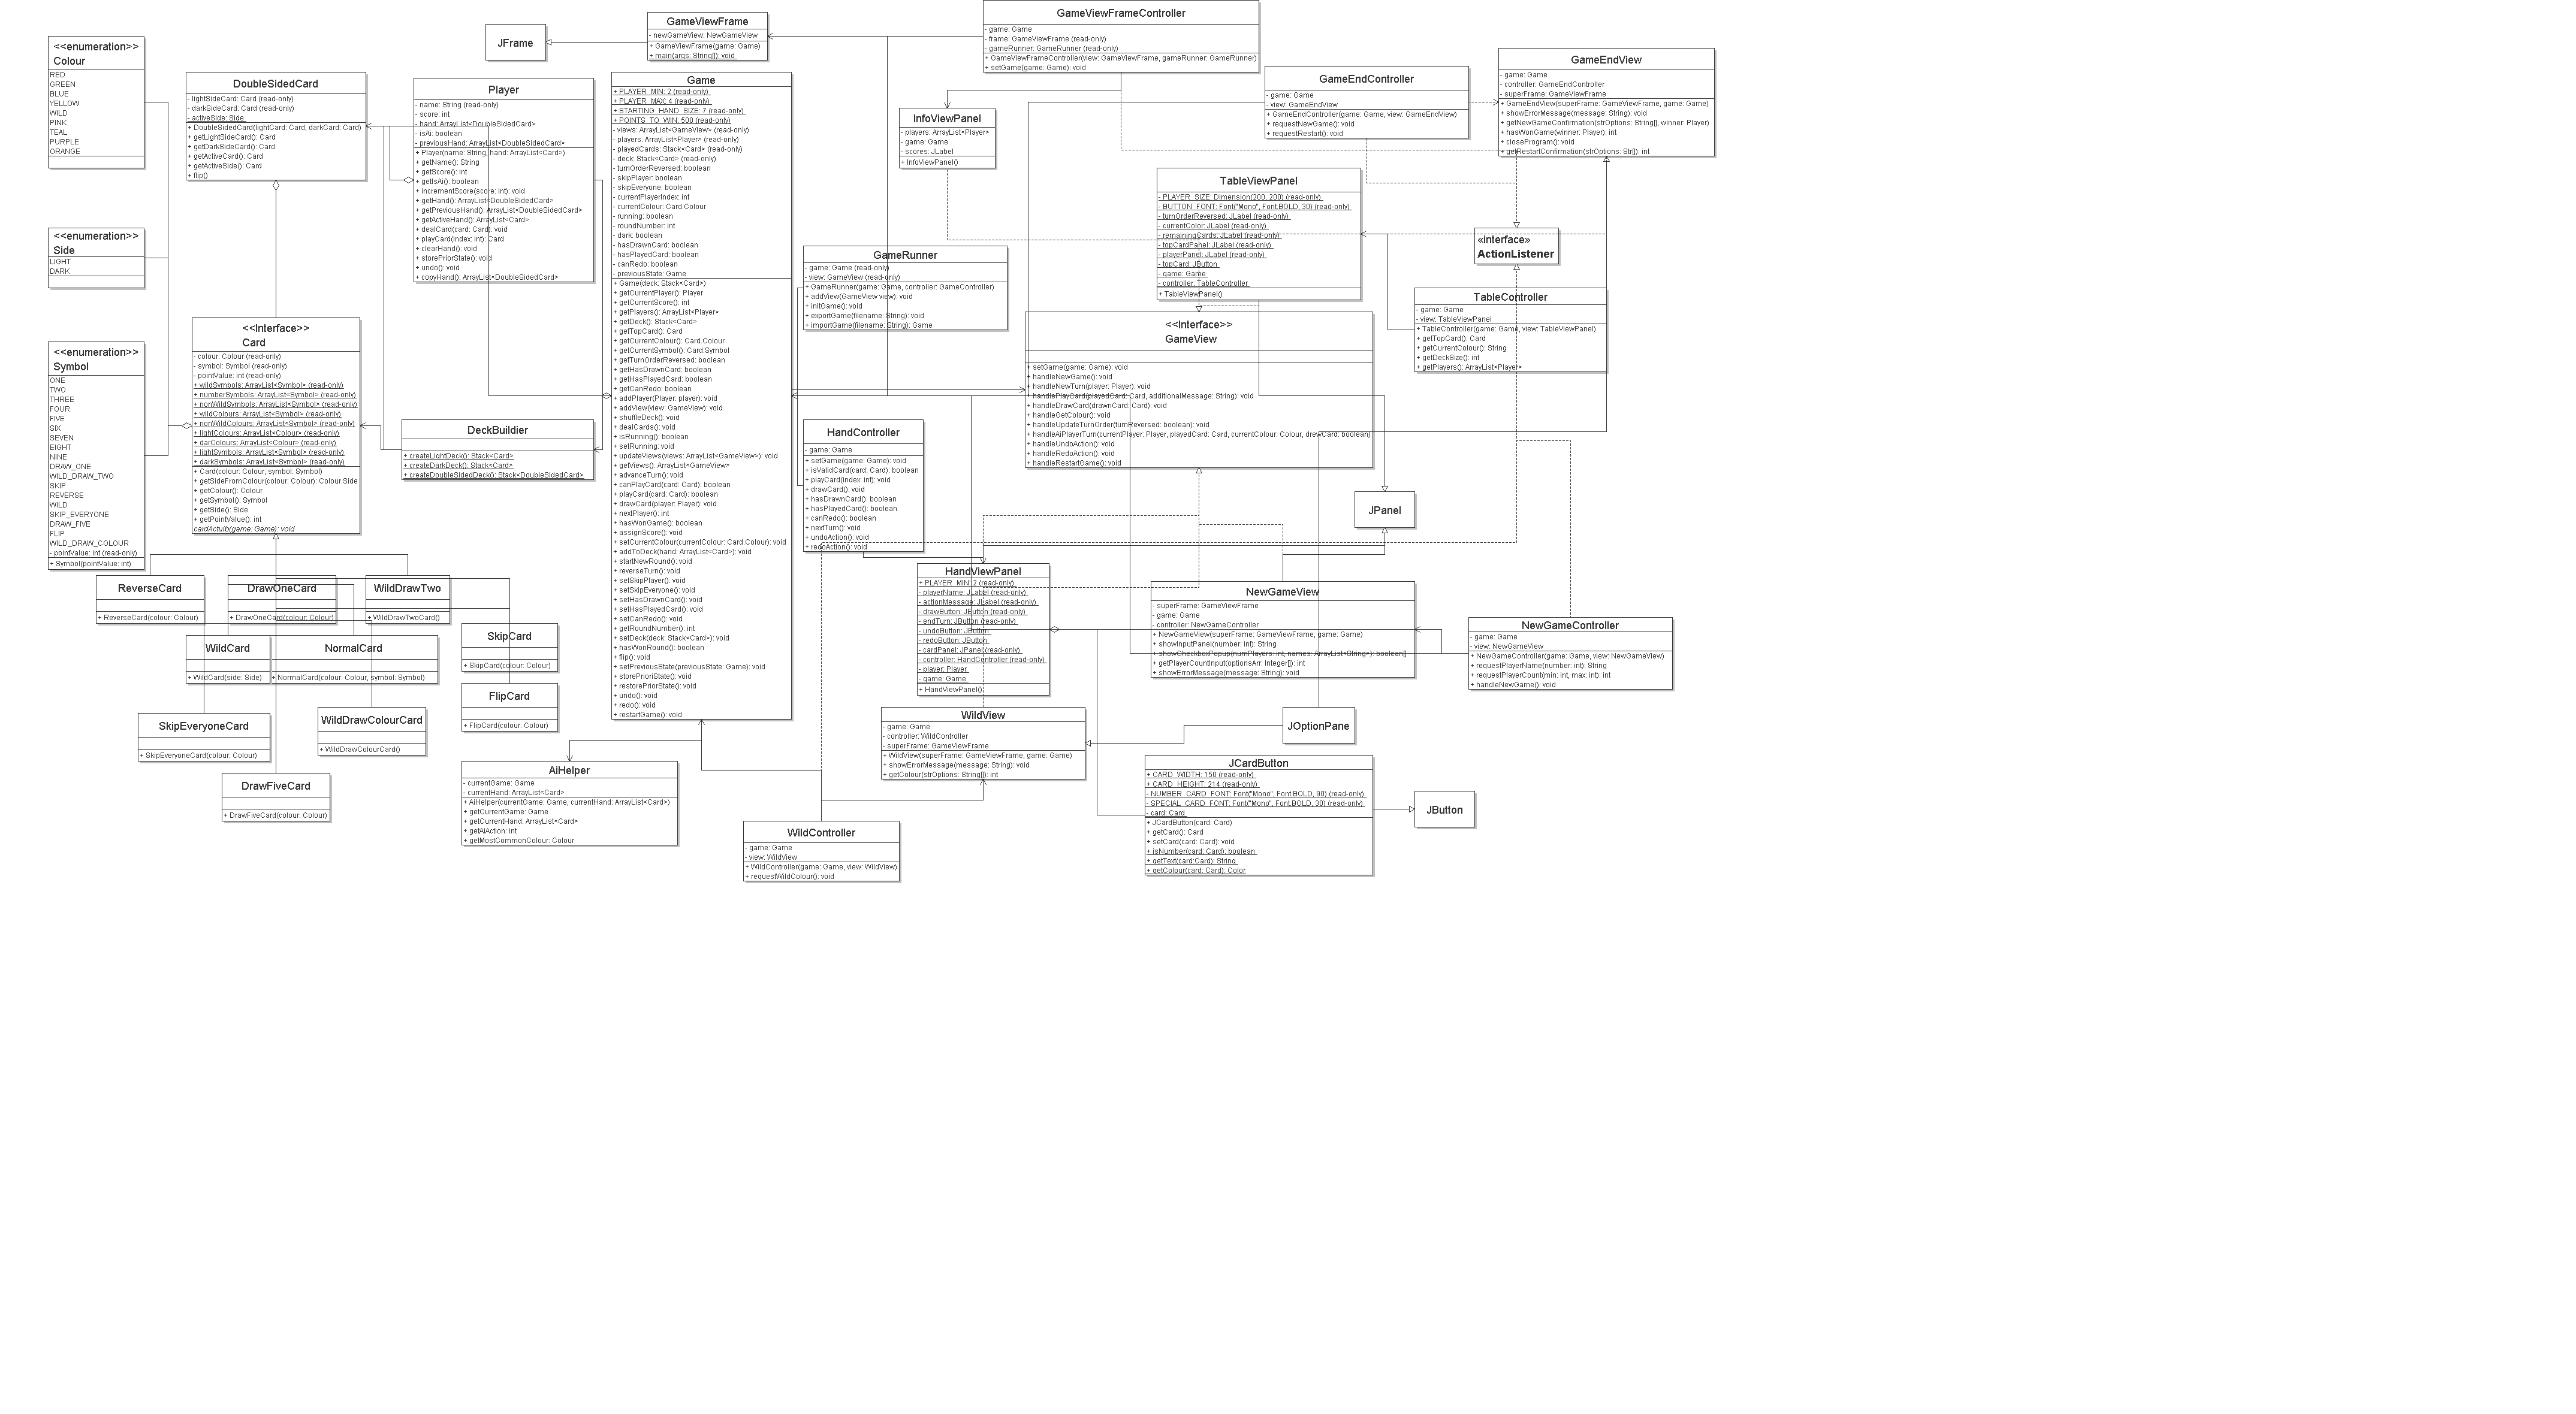 <<enumeration>>
Colour
RED
GREEN
BLUE
YELLOW
WILD
PINK
TEAL
PURPLE
ORANGE
<<enumeration>>
Side
LIGHT
DARK
<<enumeration>>
Symbol
ONE
TWO
THREE
FOUR
FIVE
SIX
SEVEN
EIGHT
NINE
DRAW_ONE
WILD_DRAW_TWO
SKIP
REVERSE
WILD
SKIP_EVERYONE
DRAW_FIVE
FLIP
WILD_DRAW_COLOUR
- pointValue: int (read-only)
+ Symbol(pointValue: int)
DoubleSidedCard
- lightSideCard: Card (read-only)
- darkSideCard: Card (read-only)
- activeSide: Side
+ DoubleSidedCard(lightCard: Card, darkCard: Card)
+ getLightSideCard(): Card
+ getDarkSideCard(): Card
+ getActiveCard(): Card
+ getActiveSide(): Card
+ flip()
<<Interface>>
Card
- colour: Colour (read-only)
- symbol: Symbol (read-only)
- pointValue: int (read-only)
+ wildSymbols: ArrayList<Symbol> (read-only)
+ numberSymbols: ArrayList<Symbol> (read-only)
+ nonWildSymbols: ArrayList<Symbol> (read-only)
+ wildColours: ArrayList<Symbol> (read-only)
+ nonWildColours: ArrayList<Symbol> (read-only)
+ lightColours: ArrayList<Colour> (read-only)
+ darColours: ArrayList<Colour> (read-only)
+ lightSymbols: ArrayList<Symbol> (read-only)
+ darkSymbols: ArrayList<Symbol> (read-only)
+ Card(colour: Colour, symbol: Symbol)
+ getSideFromColour(colour: Colour): Colour.Side
+ getColour(): Colour
+ getSymbol(): Symbol
+ getSide(): Side
+ getPointValue(): int
cardActuib(game: Game): void
ReverseCard
+ ReverseCard(colour: Colour)
DrawOneCard
+ DrawOneCard(colour: Colour)
WildDrawTwo
+ WildDrawTwoCard()
WildCard
+ WildCard(side: Side)
NormalCard
+ NormalCard(colour: Colour, symbol: Symbol)
SkipCard
+ SkipCard(colour: Colour)
FlipCard
+ FlipCard(colour: Colour)
SkipEveryoneCard
+ SkipEveryoneCard(colour: Colour)
WildDrawColourCard
+ WildDrawColourCard()
DrawFiveCard
+ DrawFiveCard(colour: Colour)
Player
- name: String (read-only)
- score: int
- hand: ArrayList<DoubleSidedCard>
- isAi: boolean
- previousHand: ArrayList<DoubleSidedCard>
+ Player(name: String, hand: ArrayList<Card>)
+ getName(): String
+ getScore(): int
+ getIsAi(): boolean
+ incrementScore(score: int): void
+ getHand(): ArrayList<DoubleSidedCard>
+ getPreviousHand(): ArrayList<DoubleSidedCard>
+ getActiveHand(): ArrayList<Card>
+ dealCard(card: Card): void
+ playCard(index: int): Card
+ clearHand(): void
+ storePriorState(): void
+ undo(): void
+ copyHand(): ArrayList<DoubleSidedCard>
DeckBuildier
+ createLightDeck(): Stack<Card>
+ createDarkDeck(): Stack<Card>
+ createDoubleSidedDeck(): Stack<DoubleSidedCard>
JFrame
GameViewFrame
- newGameView: NewGameView
+ GameViewFrame(game: Game)
+ main(args: String[]): void
Game
+ PLAYER_MIN: 2 (read-only)
+ PLAYER_MAX: 4 (read-only)
+ STARTING_HAND_SIZE: 7 (read-only)
+ POINTS_TO_WIN: 500 (read-only)
- views: ArrayList<GameView> (read-only)
- players: ArrayList<Player> (read-only)
- playedCards: Stack<Card> (read-only)
- deck: Stack<Card> (read-only)
- turnOrderReversed: boolean
- skipPlayer: boolean
- skipEveryone: boolean
- currentPlayerIndex: int
- currentColour: Card.Colour
- running: boolean
- roundNumber: int
- dark: boolean
- hasDrawnCard: boolean
- hasPlayedCard: boolean
- canRedo: boolean
- previousState: Game
+ Game(deck: Stack<Card>)
+ getCurrentPlayer(): Player
+ getCurrentScore(): int
+ getPlayers(): ArrayList<Player>
+ getDeck(): Stack<Card>
+ getTopCard(): Card
+ getCurrentColour(): Card.Colour
+ getCurrentSymbol(): Card.Symbol
+ getTurnOrderReversed: boolean
+ getHasDrawnCard: boolean
+ getHasPlayedCard: boolean
+ getCanRedo: boolean
+ addPlayer(Player: player): void
+ addView(view: GameView): void
+ shuffleDeck(): void
+ dealCards(): void
+ isRunning(): boolean
+ setRunning: void
+ updateViews(views: ArrayList<GameView>): void
+ getViews(): ArrayList<GameView>
+ advanceTurn(): void
+ canPlayCard(card: Card): boolean
+ playCard(card: Card): boolean
+ drawCard(player: Player): void
+ nextPlayer(): int
+ hasWonGame(): boolean
+ assignScore(): void
+ setCurrentColour(currentColour: Card.Colour): void
+ addToDeck(hand: ArrayList<Card>): void
+ startNewRound(): void
+ reverseTurn(): void
+ setSkipPlayer(): void
+ setSkipEveryone(): void
+ setHasDrawnCard(): void
+ setHasPlayedCard(): void
+ setCanRedo(): void
+ getRoundNumber(): int
+ setDeck(deck: Stack<Card>): void
+ hasWonRound(): boolean
+ flip(): void
+ setPreviousState(previousState: Game): void
+ storePrioriState(): void
+ restorePriorState(): void
+ undo(): void
+ redo(): void
+ restartGame(): void
AiHelper
- currentGame: Game
- currentHand: ArrayList<Card>
+ AiHelper(currentGame: Game, currentHand: ArrayList<Card>)
+ getCurrentGame: Game
+ getCurrentHand: ArrayList<Card>
+ getAiAction: int
+ getMostCommonColour: Colour
GameRunner
- game: Game (read-only)
- view: GameView (read-only)
+ GameRunner(game: Game, controller: GameController)
+ addView(GameView view): void
+ initGame(): void
+ exportGame(filename: String): void
+ importGame(filename: String): Game
HandController
- game: Game
+ setGame(game: Game): void
+ isValidCard(card: Card): boolean
+ playCard(index: int): void
+ drawCard(): void
+ hasDrawnCard(): boolean
+ hasPlayedCard(): boolean
+ canRedo(): boolean
+ nextTurn(): void
+ undoAction(): void
+ redoAction(): void
WildController
- game: Game
- view: WildView
+ WildController(game: Game, view: WildView)
+ requestWildColour(): void
GameViewFrameController
- game: Game
- frame: GameViewFrame (read-only)
- gameRunner: GameRunner (read-only)
+ GameViewFrameController(view: GameViewFrame, gameRunner: GameRunner)
+ setGame(game: Game): void
InfoViewPanel
- players: ArrayList<Player>
- game: Game
- scores: JLabel
+ InfoViewPanel()
GameEndController
- game: Game
- view: GameEndView
+ GameEndController(game: Game, view: GameEndView)
+ requestNewGame(): void
+ requestRestart(): void
GameEndView
- game: Game
- controller: GameEndController
- superFrame: GameViewFrame
+ GameEndView(superFrame: GameViewFrame, game: Game)
+ showErrorMessage(message: String): void
+ getNewGameConfirmation(strOptions: String[], winner: Player)
+ hasWonGame(winner: Player): int
+ closeProgram(): void
+ getRestartConfirmation(strOptions: Str[]): int
TableViewPanel
- PLAYER_SIZE: Dimension(200, 200) (read-only)
- BUTTON_FONT: Font("Mono", Font.BOLD, 30) (read-only)
- turnOrderReversed: JLabel (read-only)
- currentColor: JLabel (read-only)
- remainingCards: JLabel (read-only)
- topCardPanel: JLabel (read-only)
- playerPanel: JLabel (read-only)
- topCard: JButton
- game: Game
- controller: TableController
+ TableViewPanel()
«interface»
ActionListener
TableController
- game: Game
- view: TableViewPanel
+ TableController(game: Game, view: TableViewPanel)
+ getTopCard(): Card
+ getCurrentColour(): String
+ getDeckSize(): int
+ getPlayers(): ArrayList<Player>
<<Interface>>
GameView
+ setGame(game: Game): void
+ handleNewGame(): void
+ handleNewTurn(player: Player): void
+ handlePlayCard(playedCard: Card, additionalMessage: String): void
+ handleDrawCard(drawnCard: Card): void
+ handleGetColour(): void
+ handleUpdateTurnOrder(turnReversed: boolean): void
+ handleAiPlayerTurn(currentPlayer: Player, playedCard: Card, currentColour: Colour, drewCard: boolean)
+ handleUndoAction(): void
+ handleRedoAction(): void
+ handleRestartGame(): void
JPanel
HandViewPanel
+ PLAYER_MIN: 2 (read-only)
- playerName: JLabel (read-only)
- actionMessage: JLabel (read-only)
- drawButton: JButton (read-only)
- endTurn: JButton (read-only)
- undoButton: JButton
- redoButton: JButton
- cardPanel: JPanel (read-only)
- controller: HandController (read-only)
- player: Player
- game: Game
+ HandViewPanel()
NewGameView
- superFrame: GameViewFrame
- game: Game
- controller: NewGameController
+ NewGameView(superFrame: GameViewFrame, game: Game)
+ showInputPanel(number: int): String
+ showCheckboxPopup(numPlayers: int, names: ArrayList<String>): boolean[]
+ getPlayerCountInput(optionsArr: Integer[]): int
+ showErrorMessage(message: String): void
NewGameController
- game: Game
- view: NewGameView
+ NewGameController(game: Game, view: NewGameView)
+ requestPlayerName(number: int): String
+ requestPlayerCount(min: int, max: int): int
+ handleNewGame(): void
WildView
- game: Game
- controller: WildController
- superFrame: GameViewFrame
+ WildView(superFrame: GameViewFrame, game: Game)
+ showErrorMessage(message: String): void
+ getColour(strOptions: String[]): int
JOptionPane
JCardButton
+ CARD_WIDTH: 150 (read-only)
+ CARD_HEIGHT: 214 (read-only)
- NUMBER_CARD_FONT: Font("Mono", Font.BOLD, 90) (read-only)
- SPECIAL_CARD_FONT: Font("Mono", Font.BOLD, 30) (read-only)
- card: Card
+ JCardButton(card: Card)
+ getCard(): Card
+ setCard(card: Card): void
+ isNumber(card: Card): boolean
+ getText(card:Card): String
+ getColour(card: Card): Color
JButton